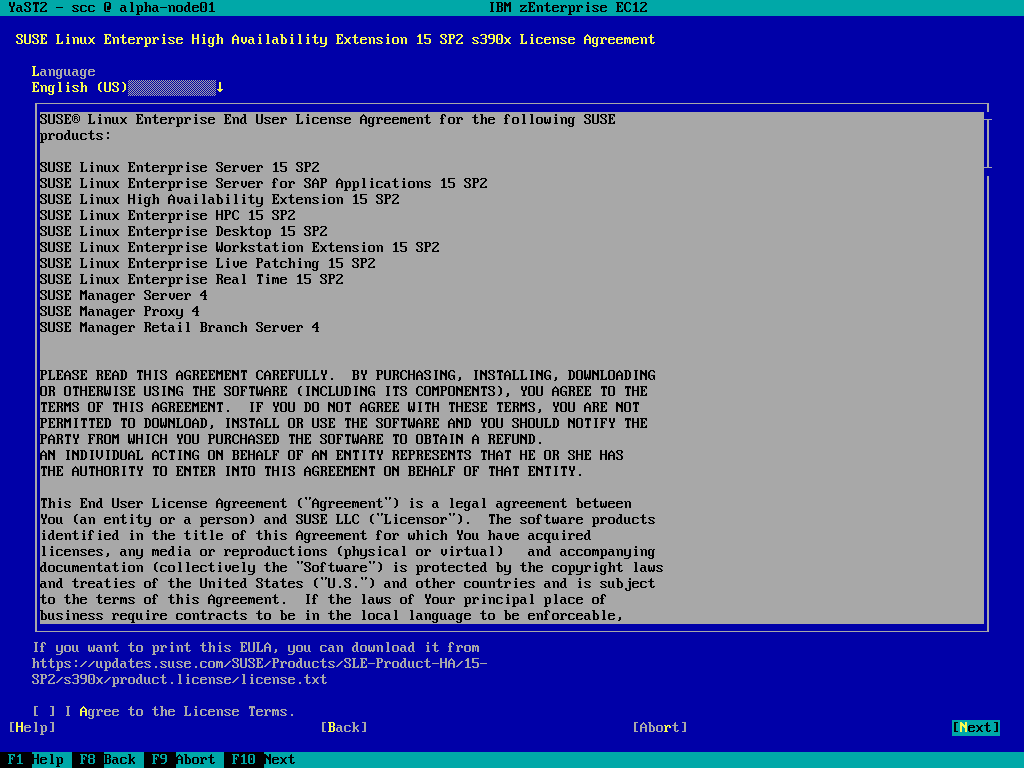 YaST2 - scc @ alpha-node01 IBM zEnterprise EC12
SUSE Linux Enterprise High Availability Extension 15 SP2 s390x License Agreement
Language
English (US)↓
SUSE® Linux Enterprise End User License Agreement for the following SUSE
products:
SUSE Linux Enterprise Server 15 SP2
SUSE Linux Enterprise Server for SAP Applications 15 SP2
SUSE Linux High Availability Extension 15 SP2
SUSE Linux Enterprise HPC 15 SP2
SUSE Linux Enterprise Desktop 15 SP2
SUSE Linux Enterprise Workstation Extension 15 SP2
SUSE Linux Enterprise Live Patching 15 SP2
SUSE Linux Enterprise Real Time 15 SP2
SUSE Manager Server 4
SUSE Manager Proxy 4
SUSE Manager Retail Branch Server 4
PLEASE READ THIS AGREEMENT CAREFULLY.  BY PURCHASING, INSTALLING, DOWNLOADING
OR OTHERWISE USING THE SOFTWARE (INCLUDING ITS COMPONENTS), YOU AGREE TO THE
TERMS OF THIS AGREEMENT.  IF YOU DO NOT AGREE WITH THESE TERMS, YOU ARE NOT
PERMITTED TO DOWNLOAD, INSTALL OR USE THE SOFTWARE AND YOU SHOULD NOTIFY THE
PARTY FROM WHICH YOU PURCHASED THE SOFTWARE TO OBTAIN A REFUND.
AN INDIVIDUAL ACTING ON BEHALF OF AN ENTITY REPRESENTS THAT HE OR SHE HAS
THE AUTHORITY TO ENTER INTO THIS AGREEMENT ON BEHALF OF THAT ENTITY.
This End User License Agreement ("Agreement") is a legal agreement between
You (an entity or a person) and SUSE LLC ("Licensor").  The software products
identified in the title of this Agreement for which You have acquired
licenses, any media or reproductions (physical or virtual)   and accompanying
documentation (collectively the "Software") is protected by the copyright laws
and treaties of the United States ("U.S.") and other countries and is subject
to the terms of this Agreement.  If the laws of Your principal place of
business require contracts to be in the local language to be enforceable,
If you want to print this EULA, you can download it from
https://updates.suse.com/SUSE/Products/SLE-Product-HA/15-
SP2/s390x/product.license/license.txt
[ ] I Agree to the License Terms.
[Help] [Back] [Abort] [Next]
F1 Help F8 Back F9 Abort F10 Next